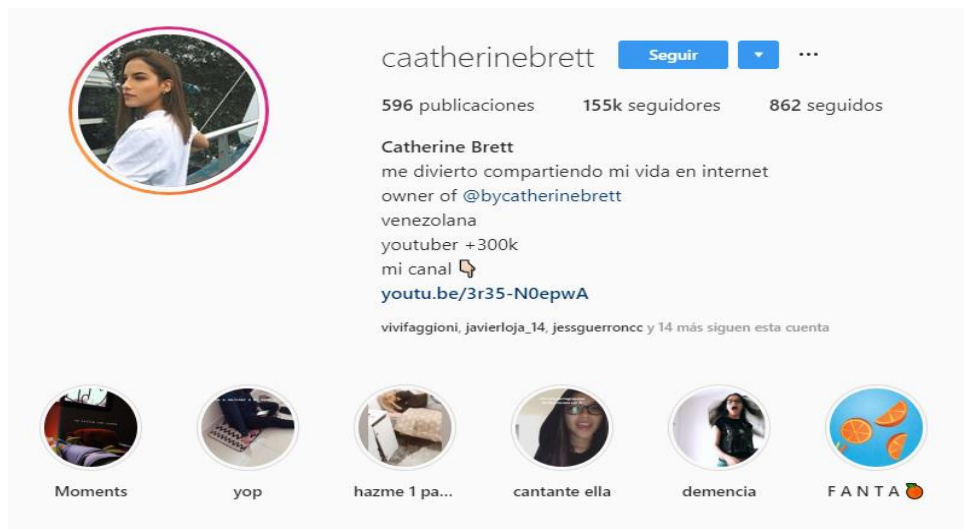 caatherinebrett Seguir ...
596 publicaciones 155k seguidores 862 seguidos
Catherine Brett
me divierto compartiendo mi vida en internet
owner of @bycatherinebrett
venezolana
youtuber +300k
mi canal 👇🏻
youtu.be/3r35-N0epwA
vivifaggioni, javierloja_14, jessguerroncc y 14 más siguen esta cuenta
Moments yop hazme 1 pa... cantante ella demencia F A N T A 🍊